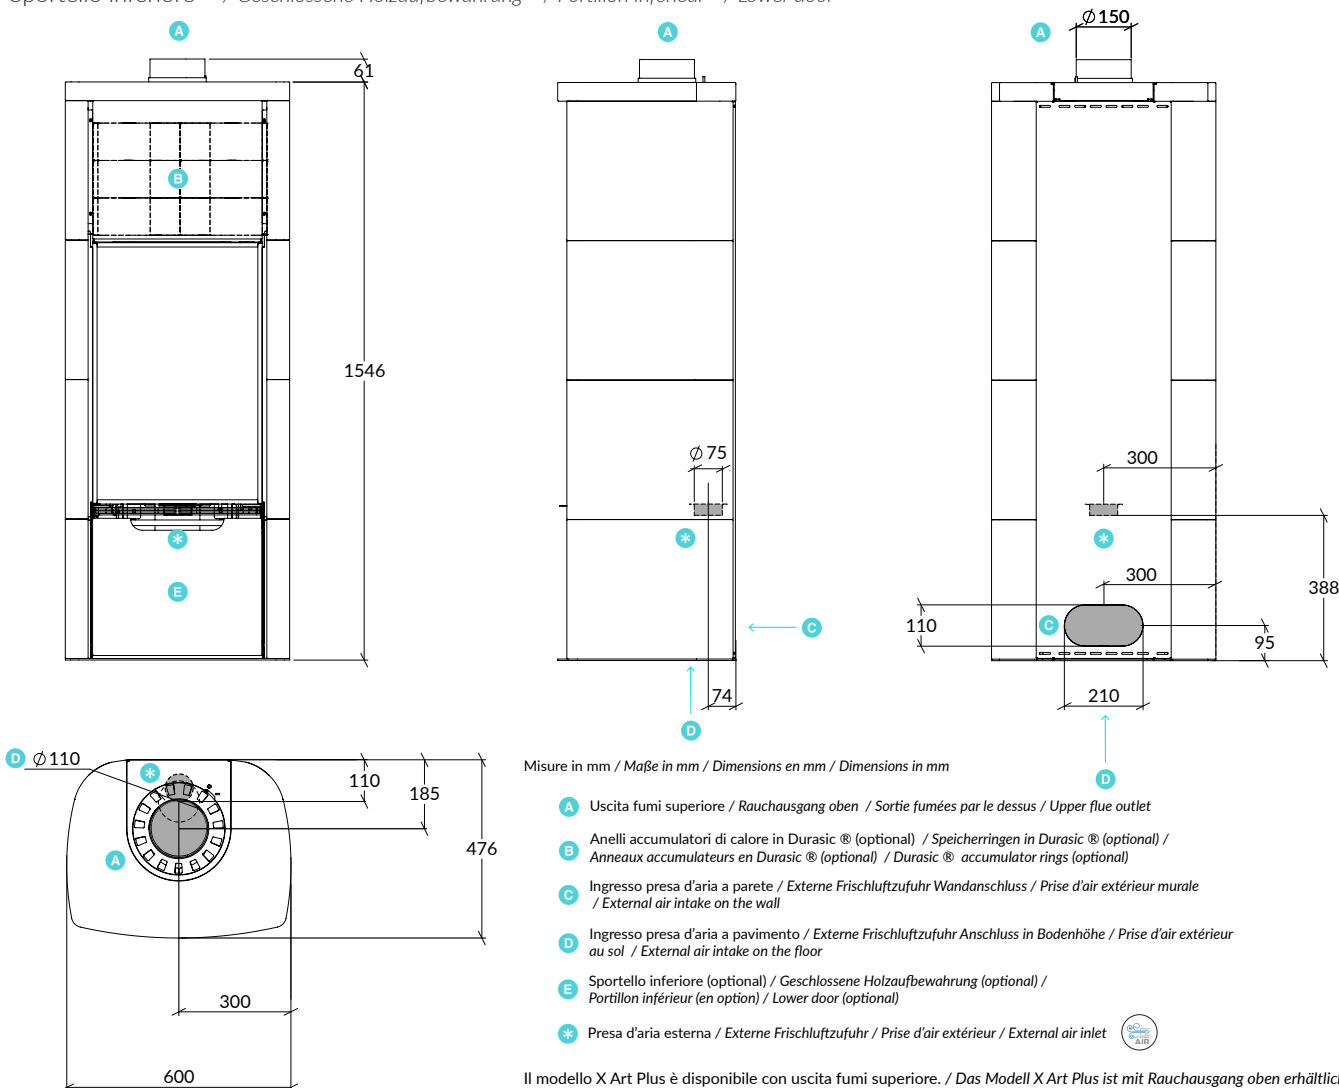 Sportello inferiore / Geschlossene Holzaufbewahrung / Portillon inférieur / Lower door
A
A
A
Ø 150
61
B
1546
Ø 75
300
*
*
*
E
300
388
110
C
C
95
74
210
D
D
D Ø 110
*
110
185
A
476
300
600
Misure in mm / Maße in mm / Dimensions en mm / Dimensions in mm
A Uscita fumi superiore / Rauchausgang oben / Sortie fumées par le dessus / Upper flue outlet
B Anelli accumulatori di calore in Durasic ® (optional) / Speicherringen in Durasic ® (optional) /
Anneaux accumulateurs en Durasic ® (optional) / Durasic ® accumulator rings (optional)
C Ingresso presa d'aria a parete / Externe Frischluftzufuhr Wandanschluss / Prise d'air extérieur murale
/ External air intake on the wall
D Ingresso presa d'aria a pavimento / Externe Frischluftzufuhr Anschluss in Bodenhöhe / Prise d'air extérieur
au sol / External air intake on the floor
E Sportello inferiore (optional) / Geschlossene Holzaufbewahrung (optional) /
Portillon inférieur (en option) / Lower door (optional)
* Presa d'aria esterna / Externe Frischluftzufuhr / Prise d'air extérieur / External air inlet
AIR
Il modello X Art Plus è disponibile con uscita fumi superiore. / Das Modell X Art Plus ist mit Rauchausgang oben erhältlich